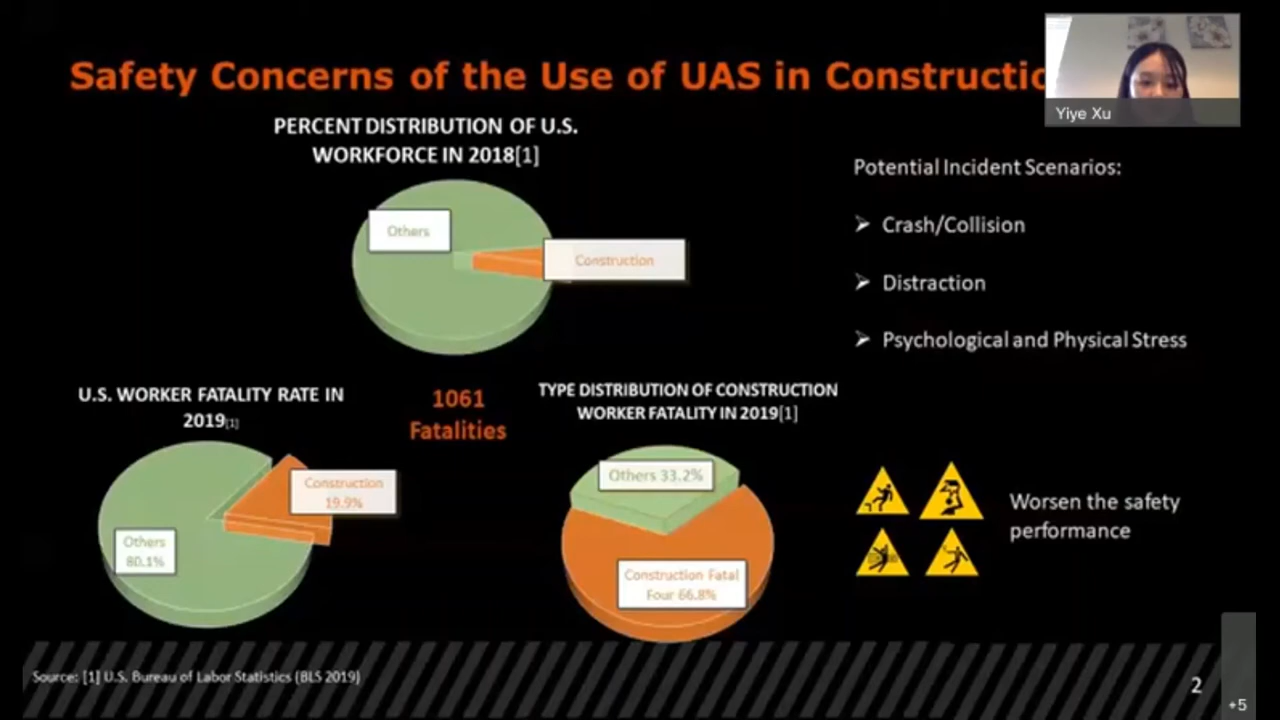 Safety Concerns of the Use of UAS in Constructio
Yiye Xu
PERCENT DISTRIBUTION OF U.S.
WORKFORCE IN 2018[1]
Others
Construction
Potential Incident Scenarios:
➢ Crash/Collision
➢ Distraction
➢ Psychological and Physical Stress
U.S. WORKER FATALITY RATE IN
2019[1]
Construction
19.9%
Others
80.1%
1061
Fatalities
TYPE DISTRIBUTION OF CONSTRUCTION
WORKER FATALITY IN 2019[1]
Others 33.2%
Construction Fatal
Four 66.8%
Worsen the safety
performance
Source: [1] U.S. Bureau of Labor Statistics (BLS 2019)
2
+5